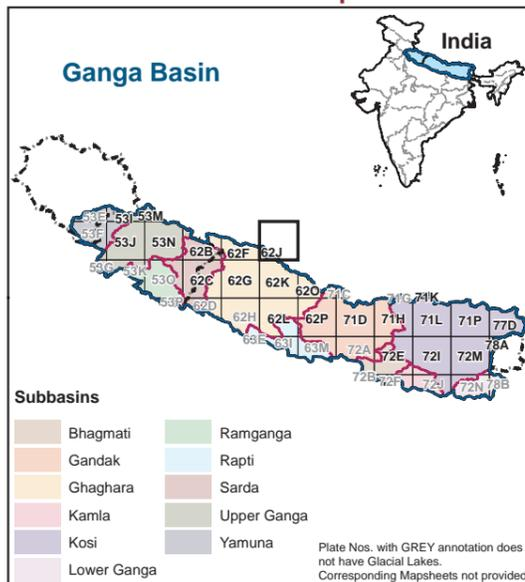 India
Ganga Basin
53E 53I 53M
53F 53J 53N 62B 62F 62J
53G 53K 53O 62C 62G 62K 62O
53P 62D 62H 62L 62P 71C 71D 71G 71K
71H 71L 71P 77D
63E 63I 63M 72A 72E 72I 72M 78A
72B 72F 72J 72N 78B
Subbasins
Bhagmati
Gandak
Ghaghara
Kamla
Kosi
Lower Ganga
Ramganga
Rapti
Sarda
Upper Ganga
Yamuna
Plate Nos. with GREY annotation does
not have Glacial Lakes.
Corresponding Mapsheets not provided